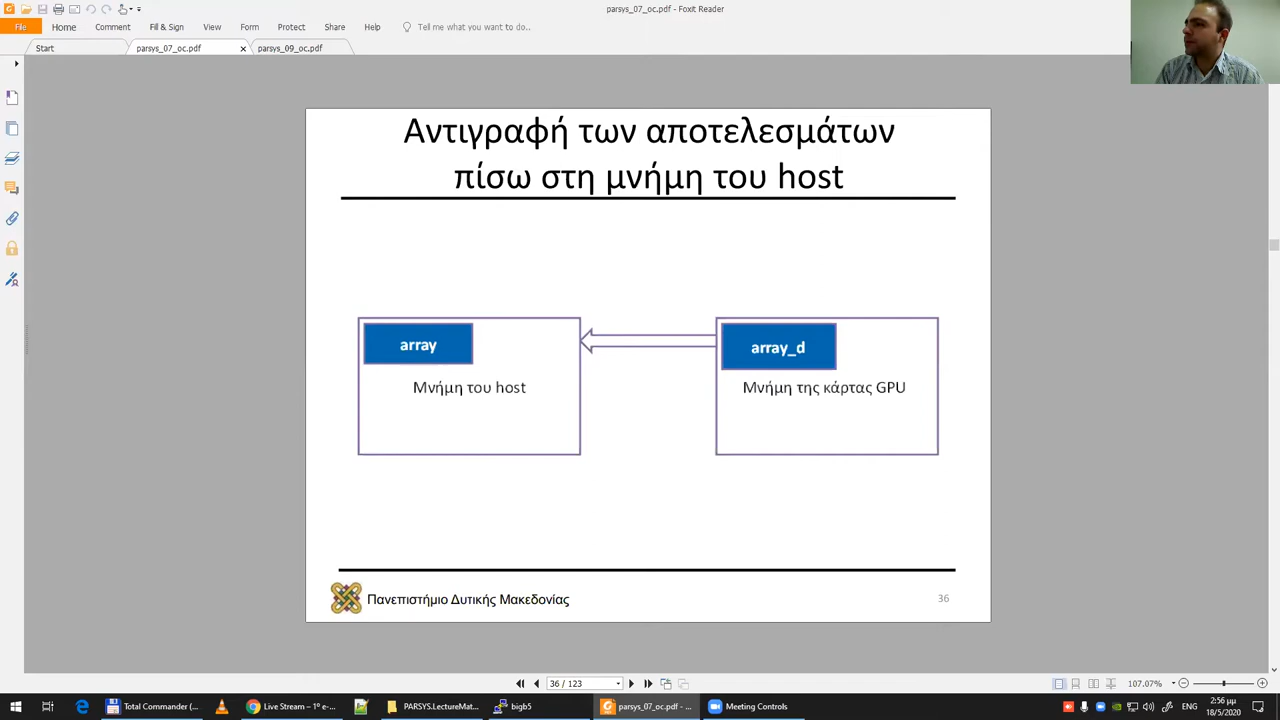 parsys_07_oc.pdf - Foxit Reader
File Home Comment Fill & Sign View Form Protect Share Help Tell me what you want to do..
Start parsys_07_oc.pdf parsys_09_oc.pdf
Αντιγραφή των αποτελεσμάτων
πίσω στη μνήμη του host
array
array_d
Μνήμη του host
Μνήμη της κάρτας GPU
Πανεπιστήμιο Δυτικής Μακεδονίας
36
36 / 123
107.07%
Total Commander (... Live Stream – 1º e-... PARSYS.LectureMat... bigb5 parsys_07_oc.pdf - ... Meeting Controls
ENG
2:56 μμ
18/5/2020